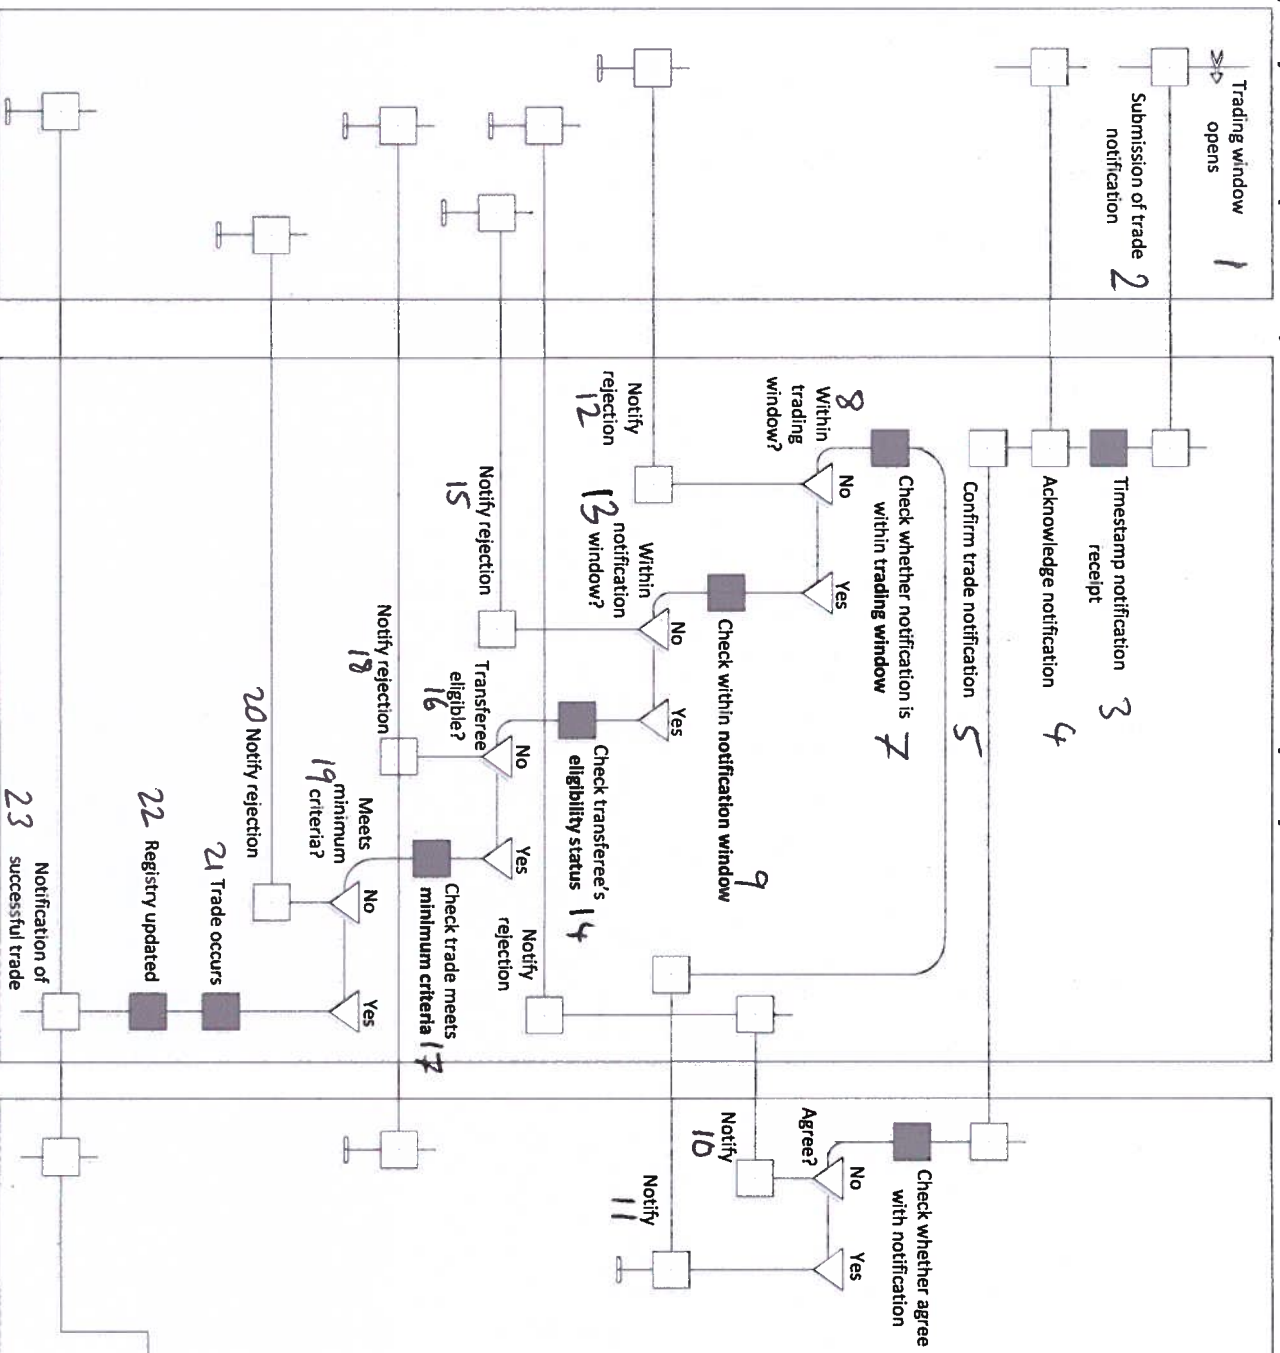 Trading window
opens
1
Submission of trade
notification
2
Timestamp notification
receipt
3
Acknowledge notification
4
Confirm trade notification
5
Check whether agree
with notification
Agree?
No
Yes
Notify
10
Notify
11
Check whether notification is
within trading window
7
8
Within
trading
window?
No
Yes
Notify
rejection
12
Check within notification window
9
Within
notification
window?
13
No
Yes
Notify rejection
15
Check transferee's
eligibility status
14
Notify
rejection
Transferee
eligible?
16
No
Yes
Notify rejection
18
Check trade meets
minimum criteria
17
Meets
minimum
criteria?
19
No
Yes
20 Notify rejection
21 Trade occurs
22 Registry updated
23
Notification of
successful trade